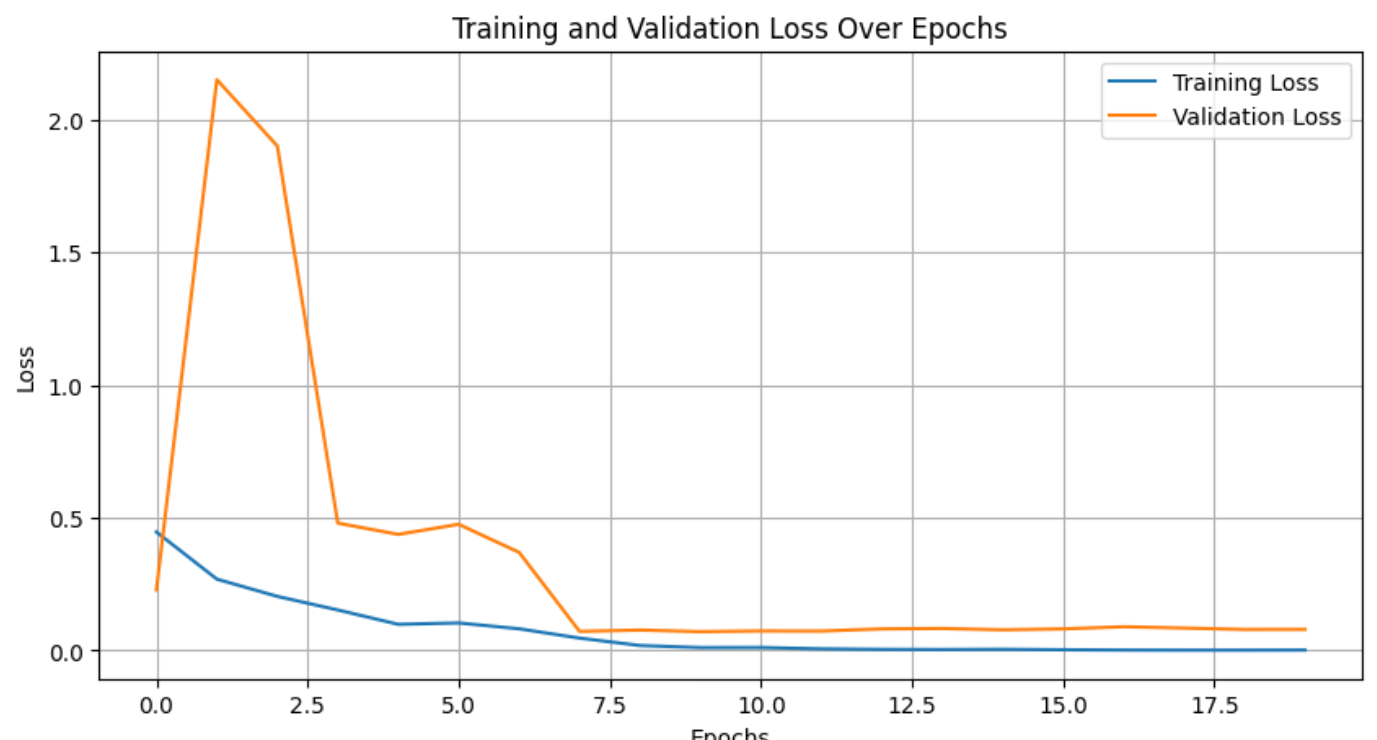 Training and Validation Loss Over Epochs
Training Loss
Validation Loss
2.0
1.5
1.0
0.5
0.0
Loss
0.0 2.5 5.0 7.5 10.0 12.5 15.0 17.5
Epochs